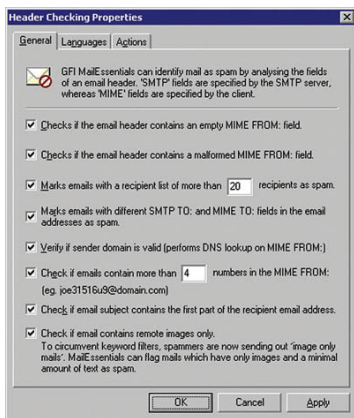 Header Checking Properties
General Languages Actions
GFI MailEssentials can identify mail as spam by analysing the fields
of an email header. 'SMTP' fields are specified by the SMTP server,
whereas 'MIME' fields are specified by the client.
Checks if the email header contains an empty MIME FROM: field.
Checks if the email header contains a malformed MIME FROM: field.
Marks emails with a recipient list of more than 20 recipients as spam.
Marks emails with different SMTP TO: and MIME TO: fields in the email
addresses as spam.
Verify if sender domain is valid (performs DNS lookup on MIME FROM:)
Check if emails contain more than 4 numbers in the MIME FROM:
(eg. joe31516u9@domain.com)
Check if email subject contains the first part of the recipient email address.
Check if email contains remote images only.
To circumvent keyword filters, spammers are now sending out 'image only
mails'. MailEssentials can flag mails which have only images and a minimal
amount of text as spam.
OK Cancel Apply